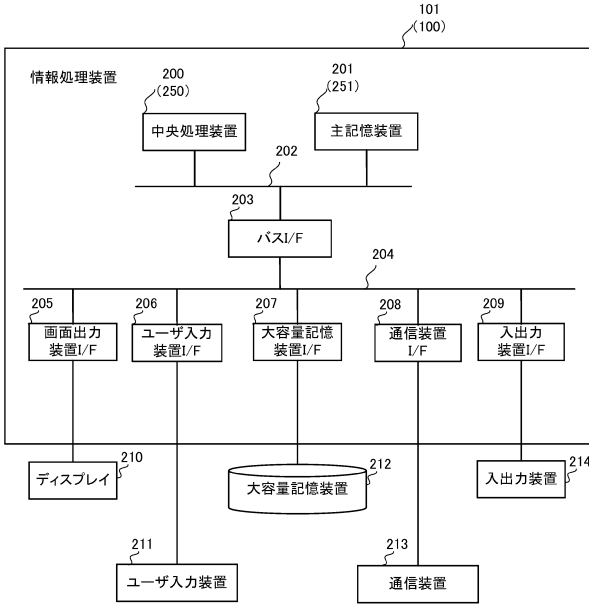 101
(100)
情報処理装置
200
(250)
中央処理装置
201
(251)
主記憶装置
202
203
バスI/F
204
205
画面出力
装置I/F
206
ユーザ入力
装置I/F
207
大容量記憶
装置I/F
208
通信装置
I/F
209
入出力
装置I/F
210
ディスプレイ
212
大容量記憶装置
214
入出力装置
211
ユーザ入力装置
213
通信装置